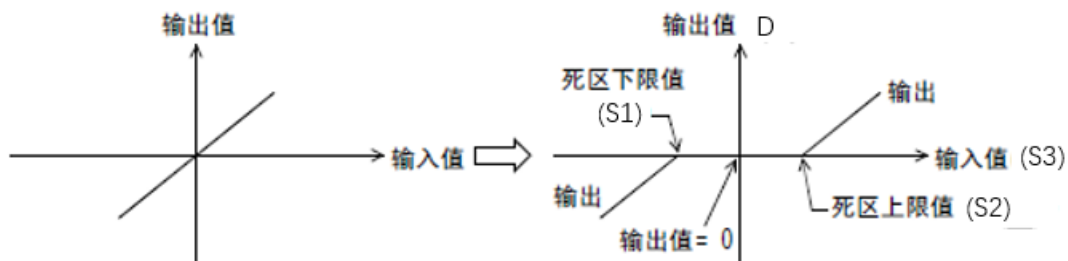 输出值
输入值
输出值 D
死区下限值
(S1)
输出
输入值 (S3)
输出
死区上限值 (S2)
输出值= 0